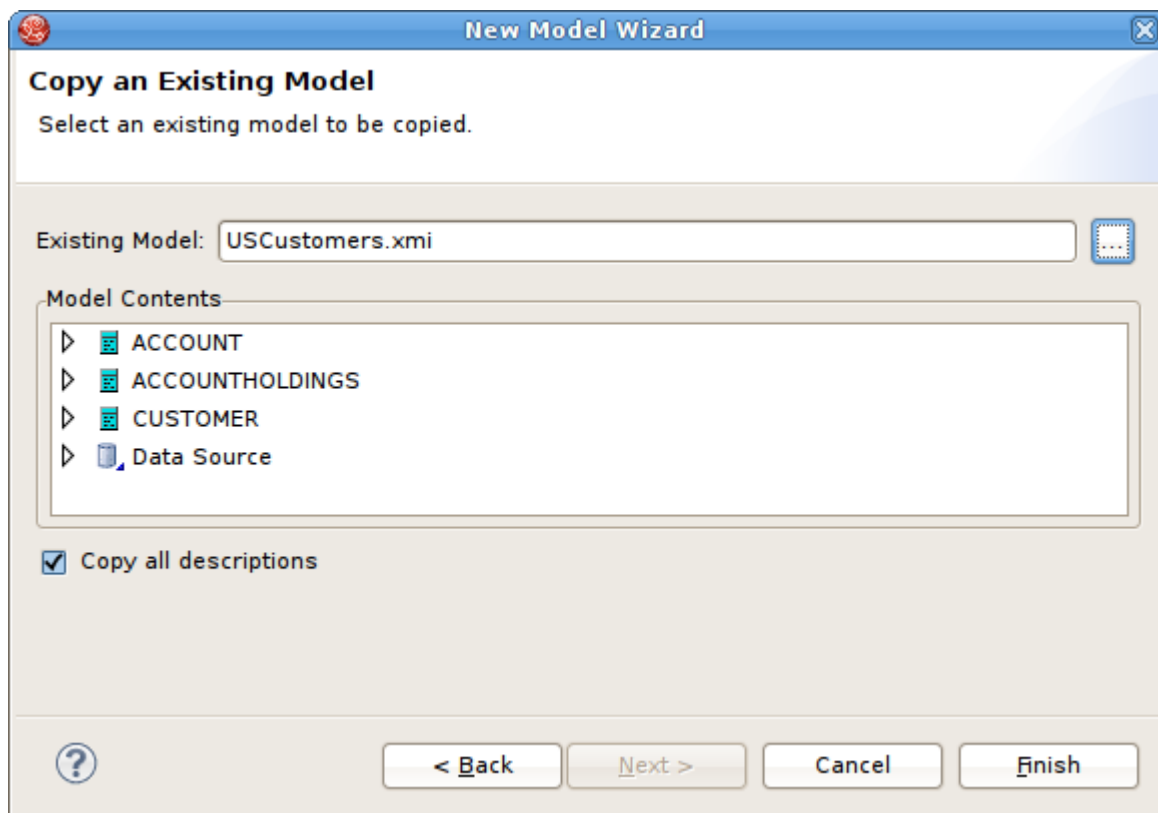 New Model Wizard
Copy an Existing Model
Select an existing model to be copied.
Existing Model: USCustomers.xmi ...
Model Contents
ACCOUNT
ACCOUNTHOLDINGS
CUSTOMER
Data Source
Copy all descriptions
? < Back Next > Cancel Finish